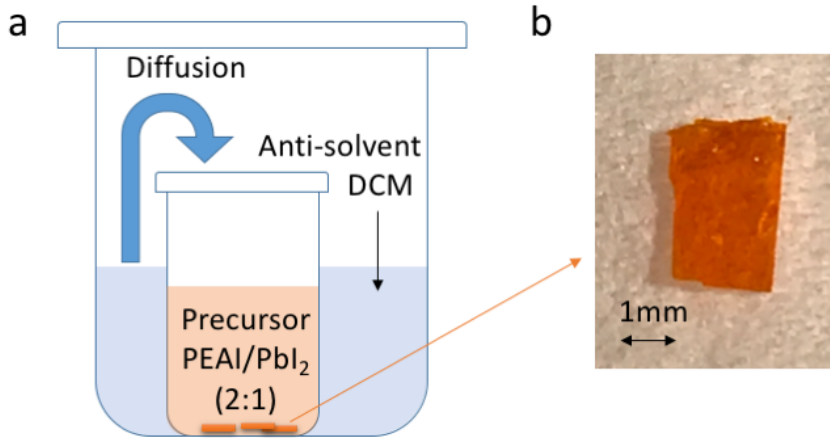 a
b
Diffusion
Anti-solvent
DCM
Precursor
PEAI/PbI₂
(2:1)
1mm